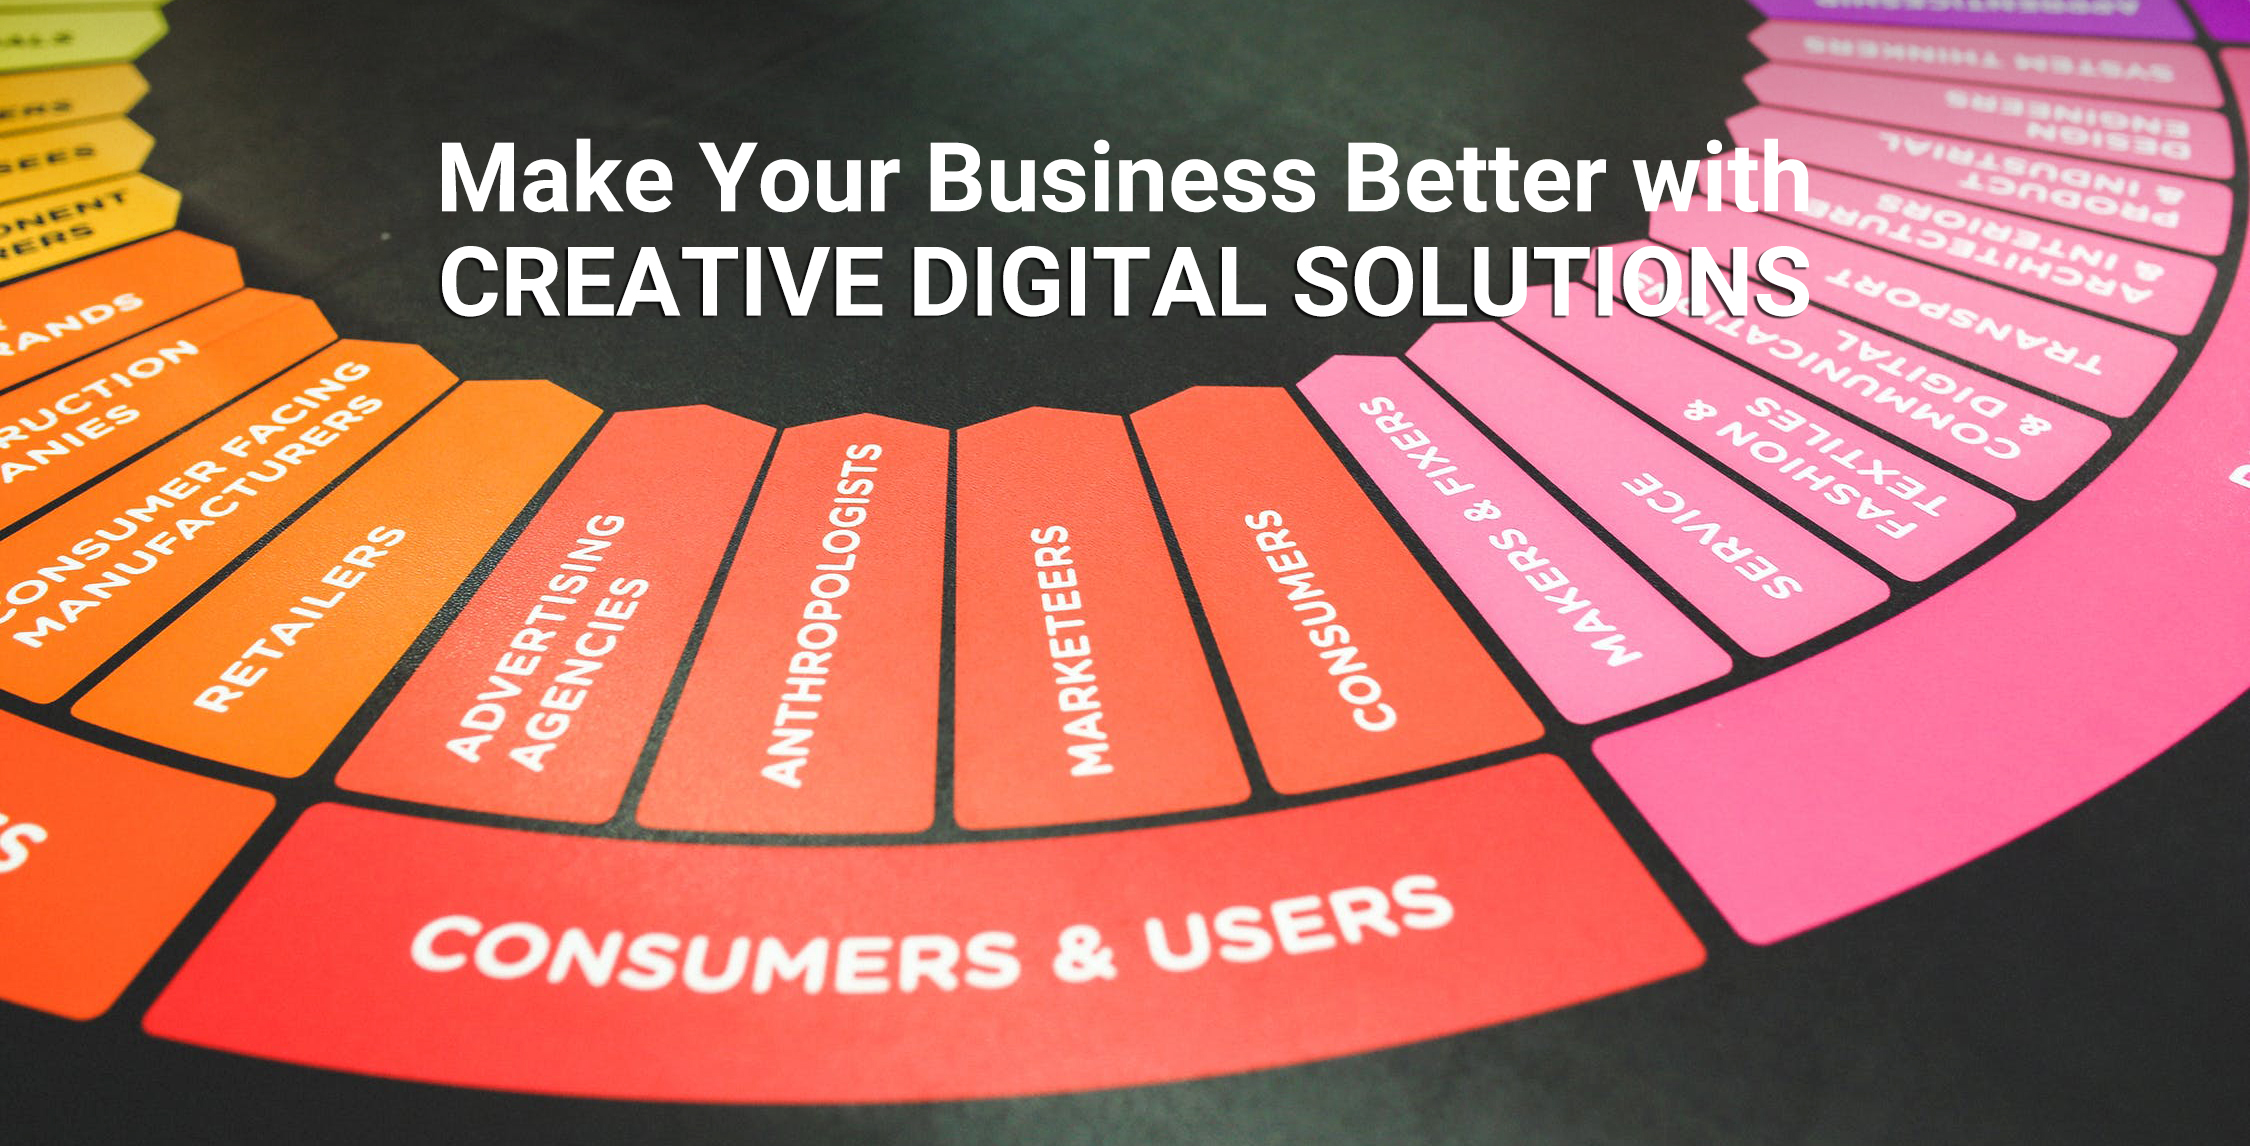 Make Your Business Better with
CREATIVE DIGITAL SOLUTIONS
RETAILERS
CONSUMER FACING
MANUFACTURERS
ADVERTISING
AGENCIES
ANTHROPOLOGISTS
MARKETEERS
CONSUMERS
MAKERS & FIXERS
SERVICE
FASHION &
TEXTILES
& DIGITAL
TRANSPORT
ARCHITECTURE
& INTERIORS
PRODUCT
& INDUSTRIAL
DESIGN
ENGINEERS
SYSTEM THINKERS
APPRENTICESHIP
CONSUMERS & USERS